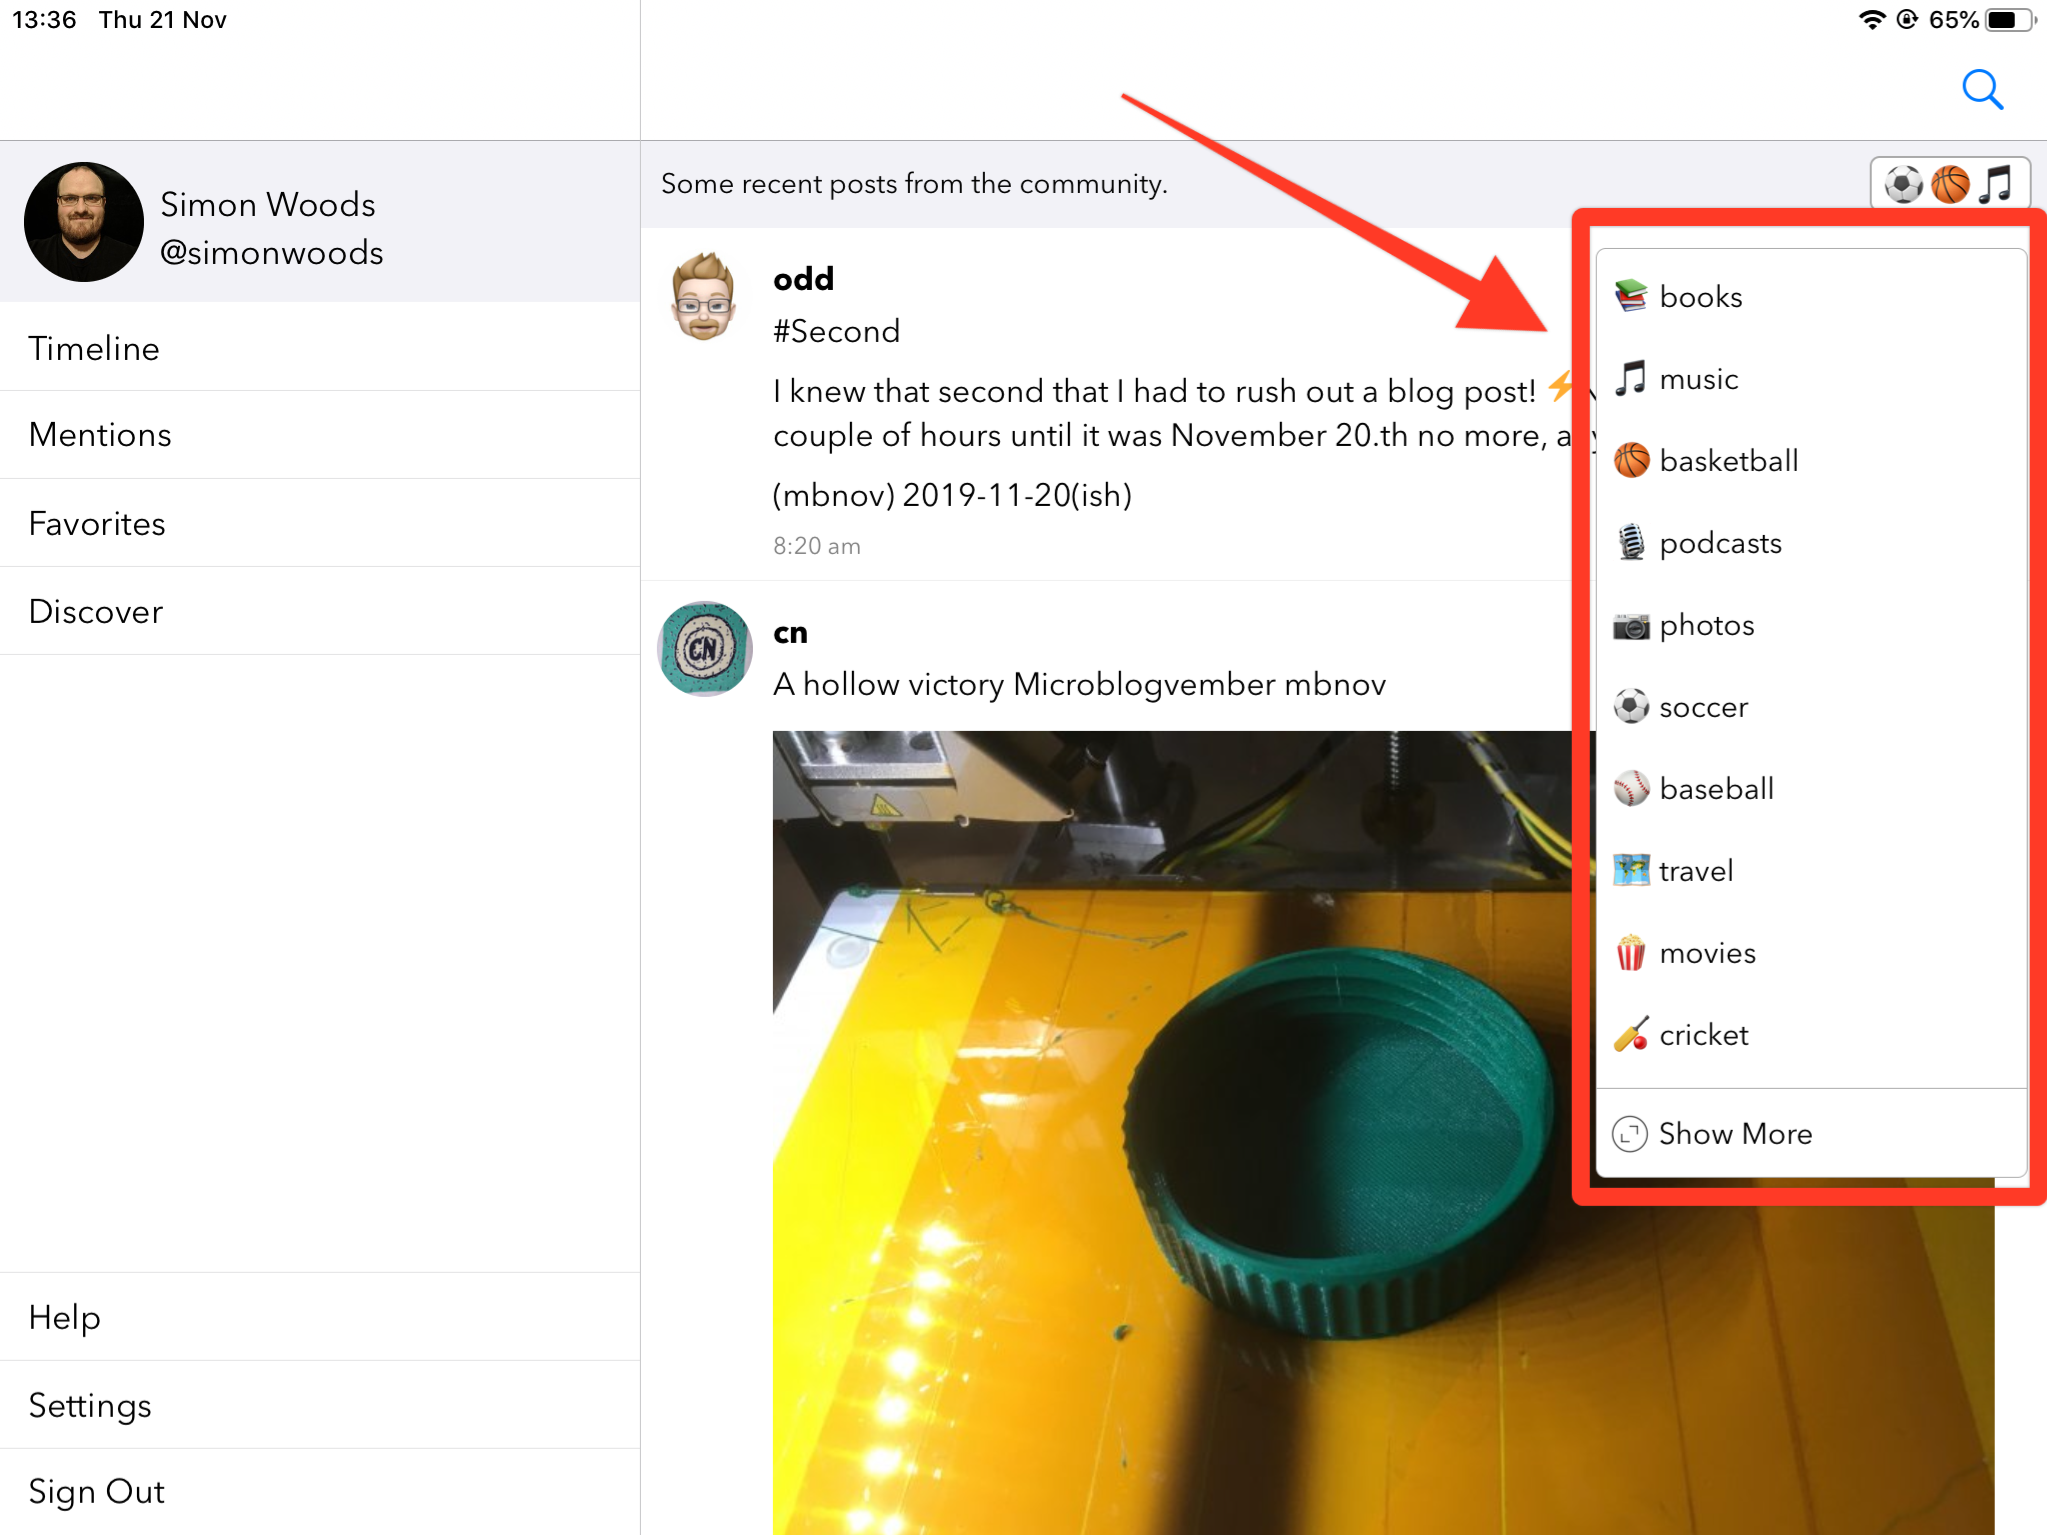 13:36 Thu 21 Nov
65%
Simon Woods
@simonwoods
Timeline
Mentions
Favorites
Discover
Help
Settings
Sign Out
Some recent posts from the community.
odd
#Second
I knew that second that I had to rush out a blog post! ⚡
couple of hours until it was November 20.th no more,
(mbnov) 2019-11-20(ish)
8:20 am
cn
CN
A hollow victory Microblogvember mbnov
books
music
basketball
podcasts
photos
soccer
baseball
travel
movies
cricket
Show More